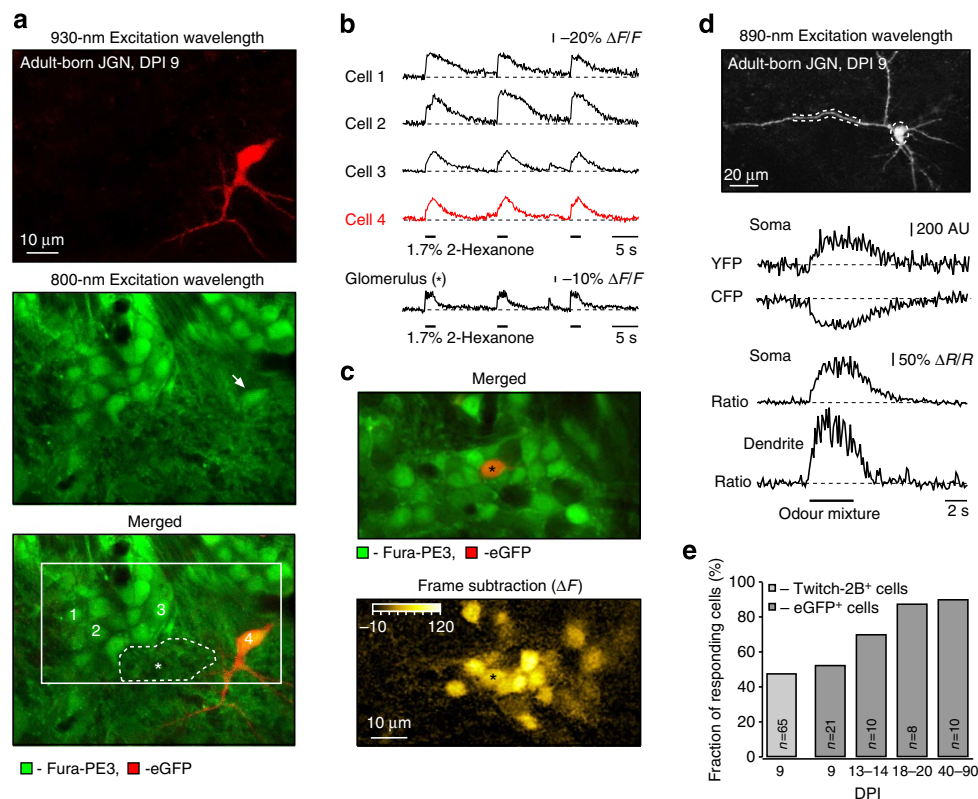 a
930-nm Excitation wavelength
Adult-born JGN, DPI 9
10 μm
800-nm Excitation wavelength
Merged
1
2
3
4
*
- Fura-PE3, -eGFP
b
–20% ΔF/F
Cell 1
Cell 2
Cell 3
Cell 4
1.7% 2-Hexanone
5 s
Glomerulus (*)
–10% ΔF/F
1.7% 2-Hexanone
5 s
c
Merged
*
- Fura-PE3, -eGFP
Frame subtraction (ΔF)
–10 120
*
10 μm
d
890-nm Excitation wavelength
Adult-born JGN, DPI 9
20 μm
Soma
200 AU
YFP
CFP
Soma
50% ΔR/R
Ratio
Dendrite
Ratio
Odour mixture
2 s
e
Fraction of responding cells (%)
100
80
60
40
20
0
– Twitch-2B⁺ cells
– eGFP⁺ cells
n=65
n=21
n=10
n=8
n=10
9 9 13–14 18–20 40–90
DPI